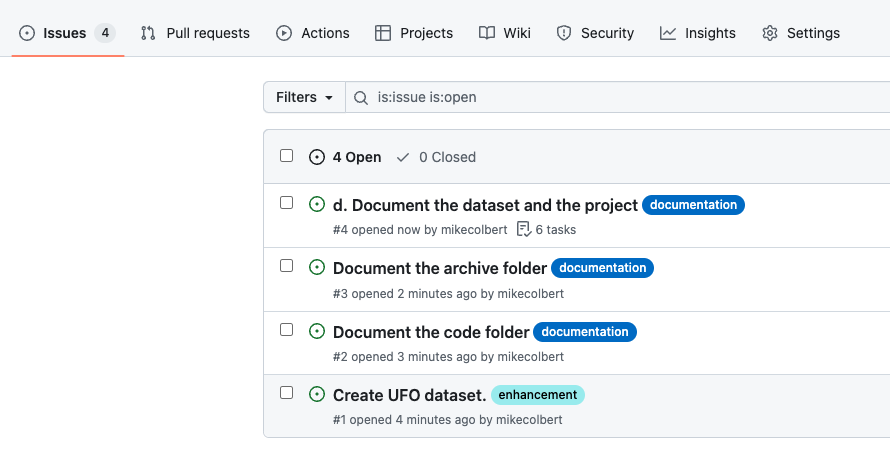 Issues 4 Pull requests Actions Projects Wiki Security Insights Settings
Filters is:issue is:open
4 Open 0 Closed
d. Document the dataset and the project documentation
#4 opened now by mikecolbert 6 tasks
Document the archive folder documentation
#3 opened 2 minutes ago by mikecolbert
Document the code folder documentation
#2 opened 3 minutes ago by mikecolbert
Create UFO dataset. enhancement
#1 opened 4 minutes ago by mikecolbert